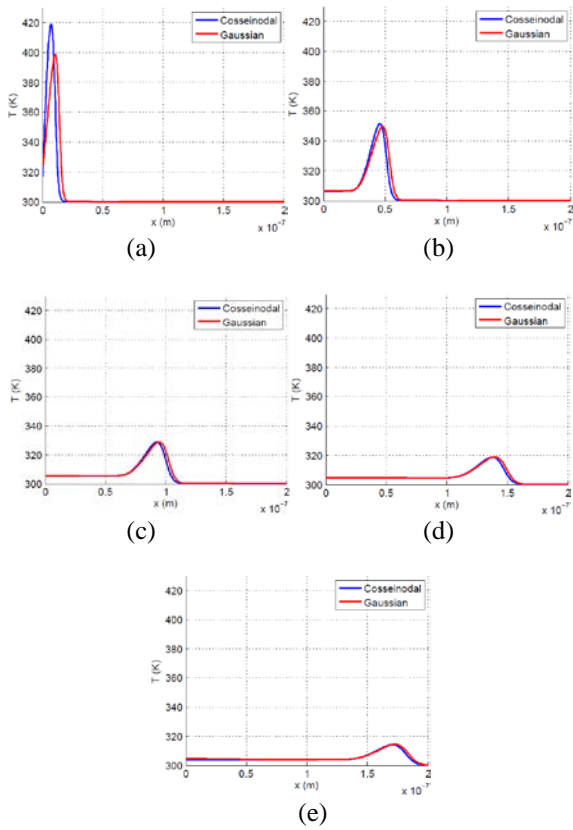 Cosseinodal
Gaussian
T (K)
420
400
380
360
340
320
300
0 0.5 1 1.5 2
x (m)
x 10⁻⁷
(a)
Cosseinodal
Gaussian
T (K)
420
400
380
360
340
320
300
0 0.5 1 1.5 2
x (m)
x 10⁻⁷
(b)
Cosseinodal
Gaussian
T (K)
420
400
380
360
340
320
300
0 0.5 1 1.5 2
x (m)
x 10⁻⁷
(c)
Cosseinodal
Gaussian
T (K)
420
400
380
360
340
320
300
0 0.5 1 1.5 2
x (m)
x 10⁻⁷
(d)
Cosseinodal
Gaussian
T (K)
420
400
380
360
340
320
300
0 0.5 1 1.5 2
x (m)
x 10⁻⁷
(e)